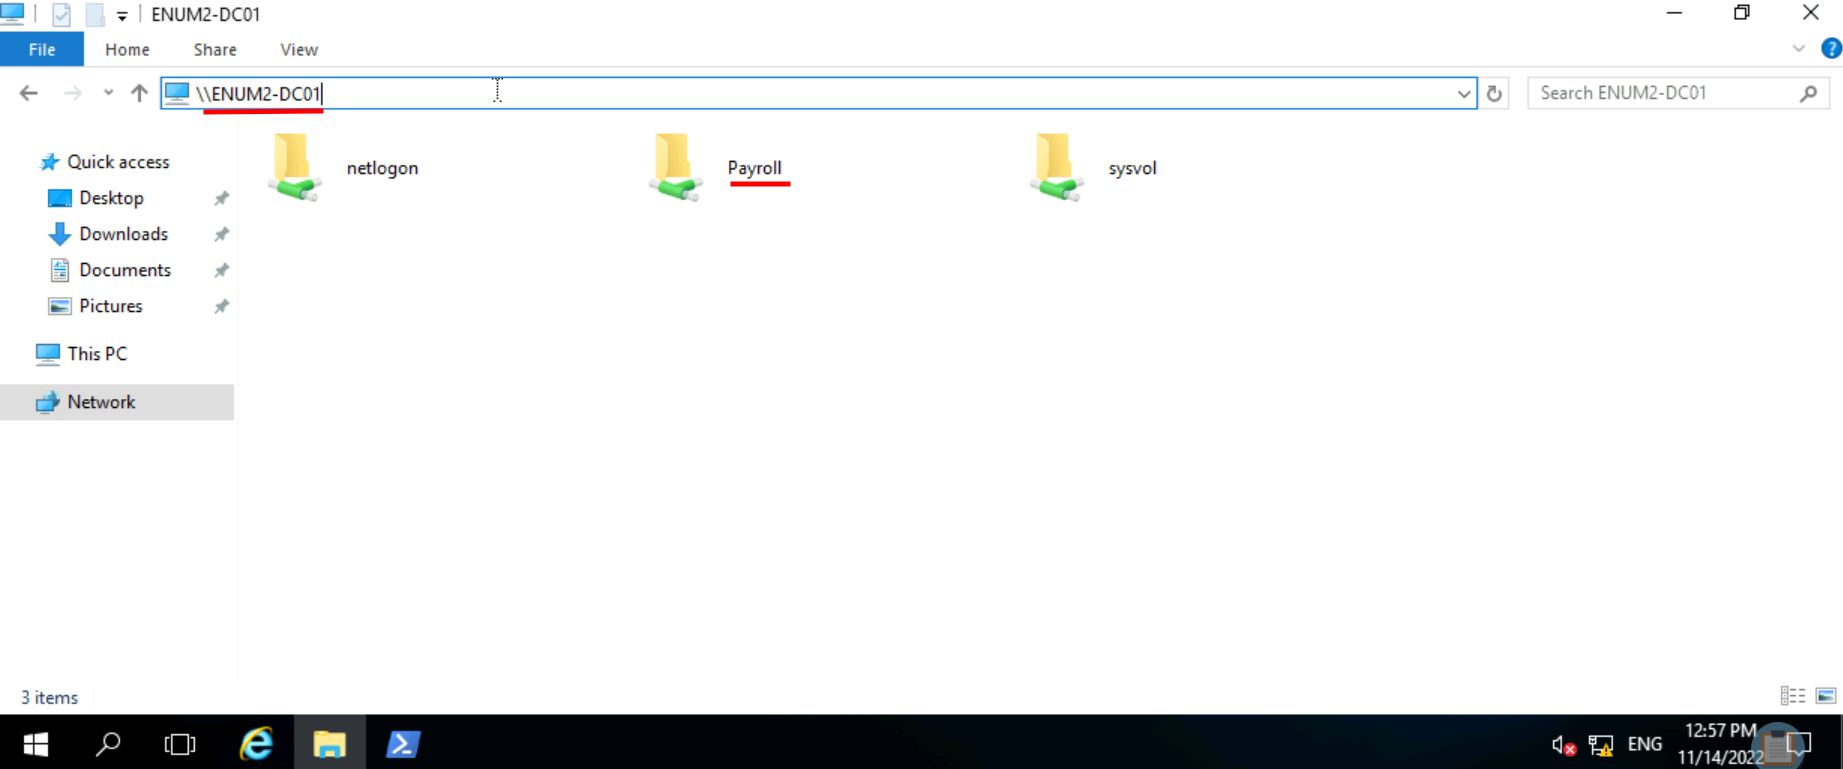 ENUM2-DC01
File Home Share View
\\ENUM2-DC01
Search ENUM2-DC01
Quick access
Desktop
Downloads
Documents
Pictures
This PC
Network
netlogon
Payroll
sysvol
3 items
ENG
12:57 PM
11/14/2022